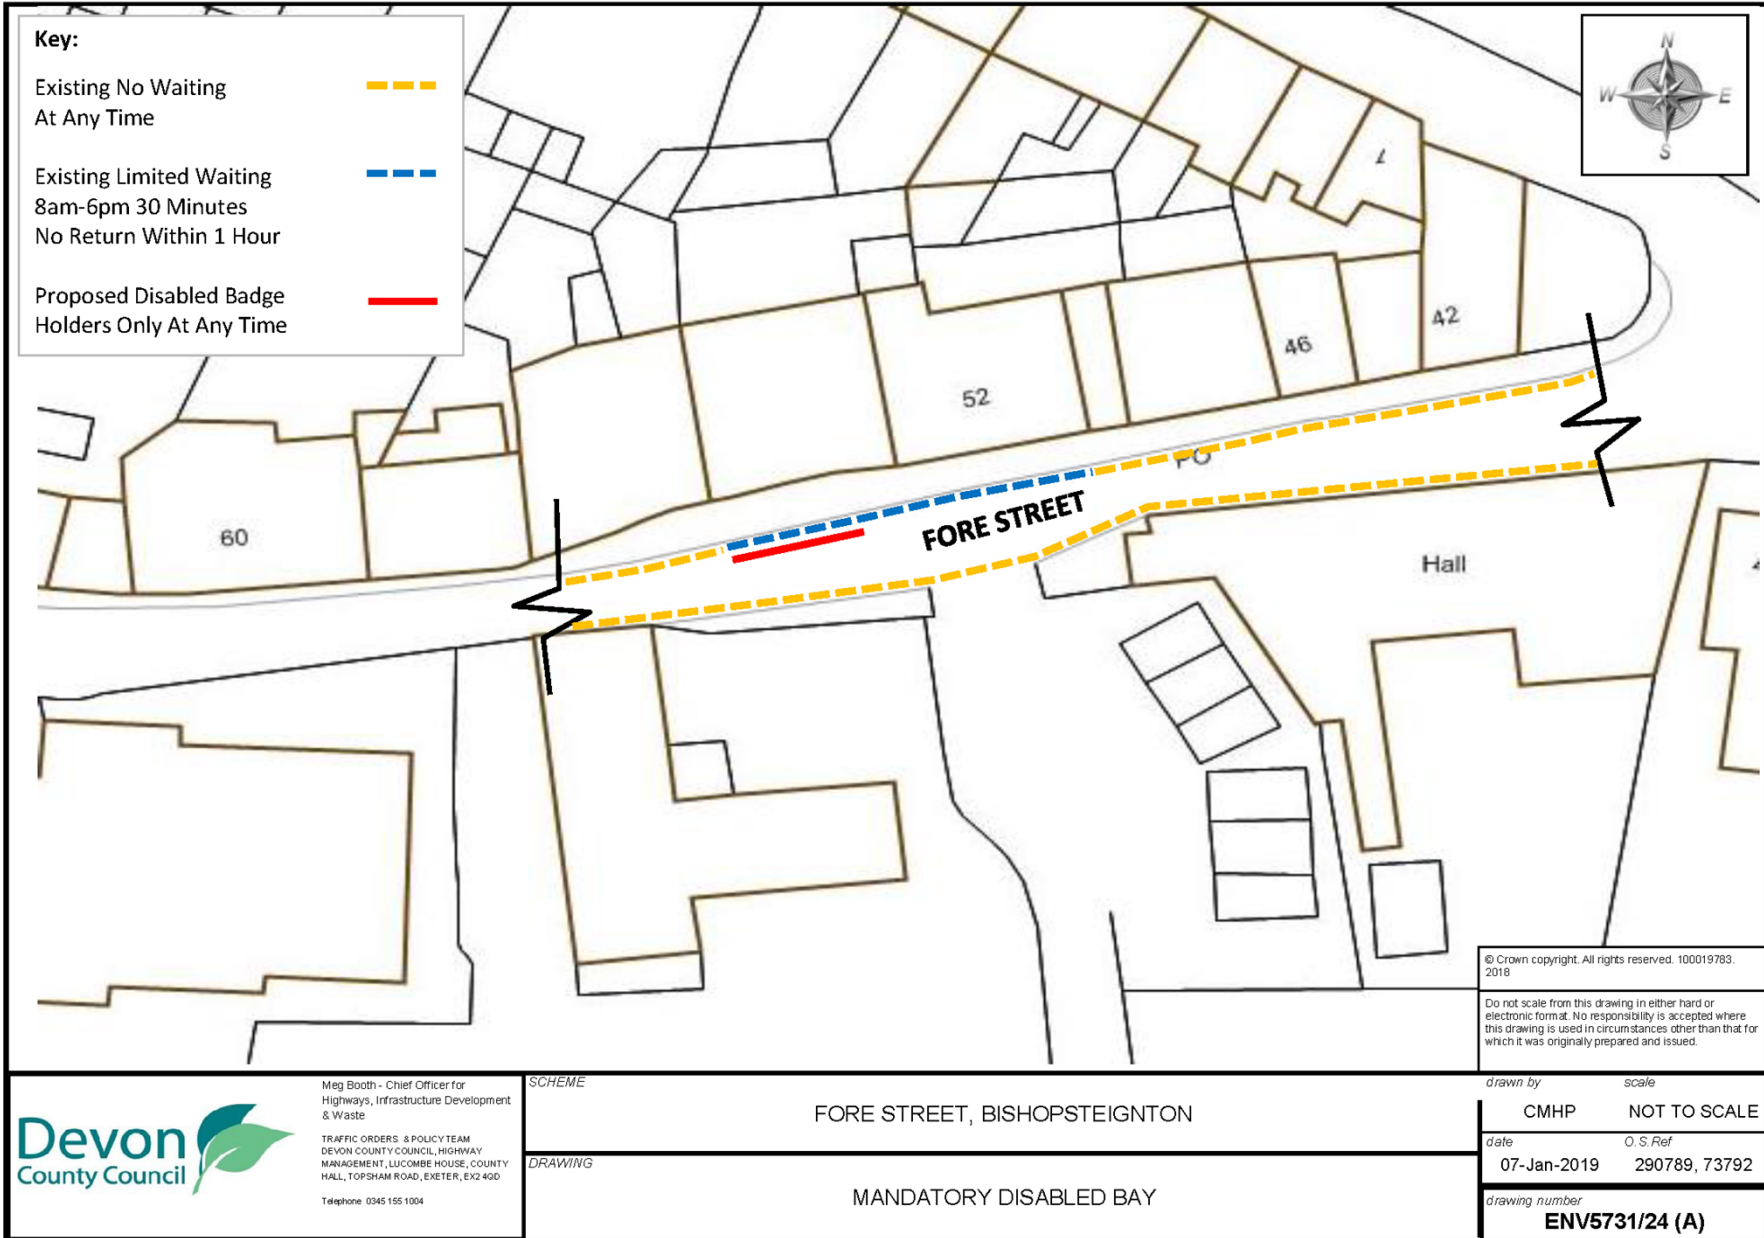 Key:
Existing No Waiting
At Any Time
Existing Limited Waiting
8am-6pm 30 Minutes
No Return Within 1 Hour
Proposed Disabled Badge
Holders Only At Any Time
N
W
E
S
42
46
52
60
PO
FORE STREET
Hall
© Crown copyright. All rights reserved. 100019783.
2018
Do not scale from this drawing in either hard or
electronic format. No responsibility is accepted where
this drawing is used in circumstances other than that for
which it was originally prepared and issued.
Devon
County Council
Meg Booth - Chief Officer for
Highways, Infrastructure Development
& Waste
TRAFFIC ORDERS & POLICY TEAM
DEVON COUNTY COUNCIL, HIGHWAY
MANAGEMENT, LUCOMBE HOUSE, COUNTY
HALL, TOPSHAM ROAD, EXETER, EX2 4QD
Telephone 0345 155 1004
SCHEME
FORE STREET, BISHOPSTEIGNTON
DRAWING
MANDATORY DISABLED BAY
drawn by
scale
CMHP
NOT TO SCALE
date
O.S.Ref
07-Jan-2019
290789, 73792
drawing number
ENV5731/24 (A)